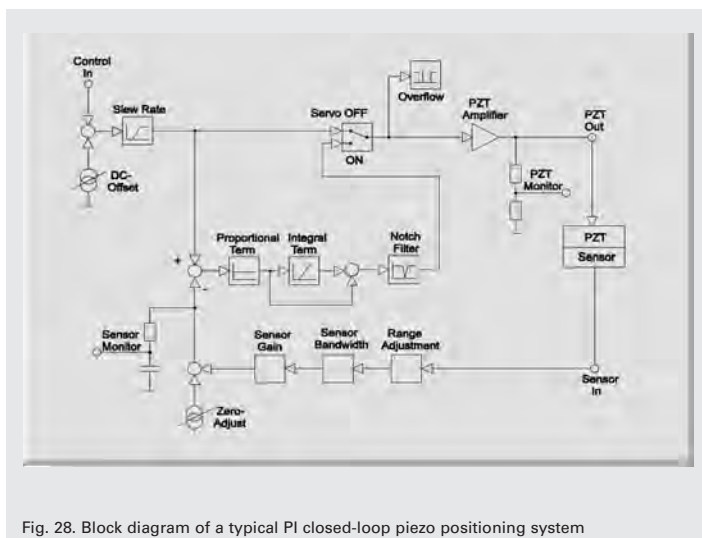 Control
In
Slew Rate
DC-
Offset
Servo OFF
ON
Overflow
PZT
Amplifier
PZT
Out
PZT
Monitor
PZT
Sensor
Proportional
Term
Integral
Term
Notch
Filter
+
-
Sensor
Monitor
Sensor
Gain
Sensor
Bandwidth
Range
Adjustment
Sensor
In
Zero-
Adjust
Fig. 28. Block diagram of a typical PI closed-loop piezo positioning system